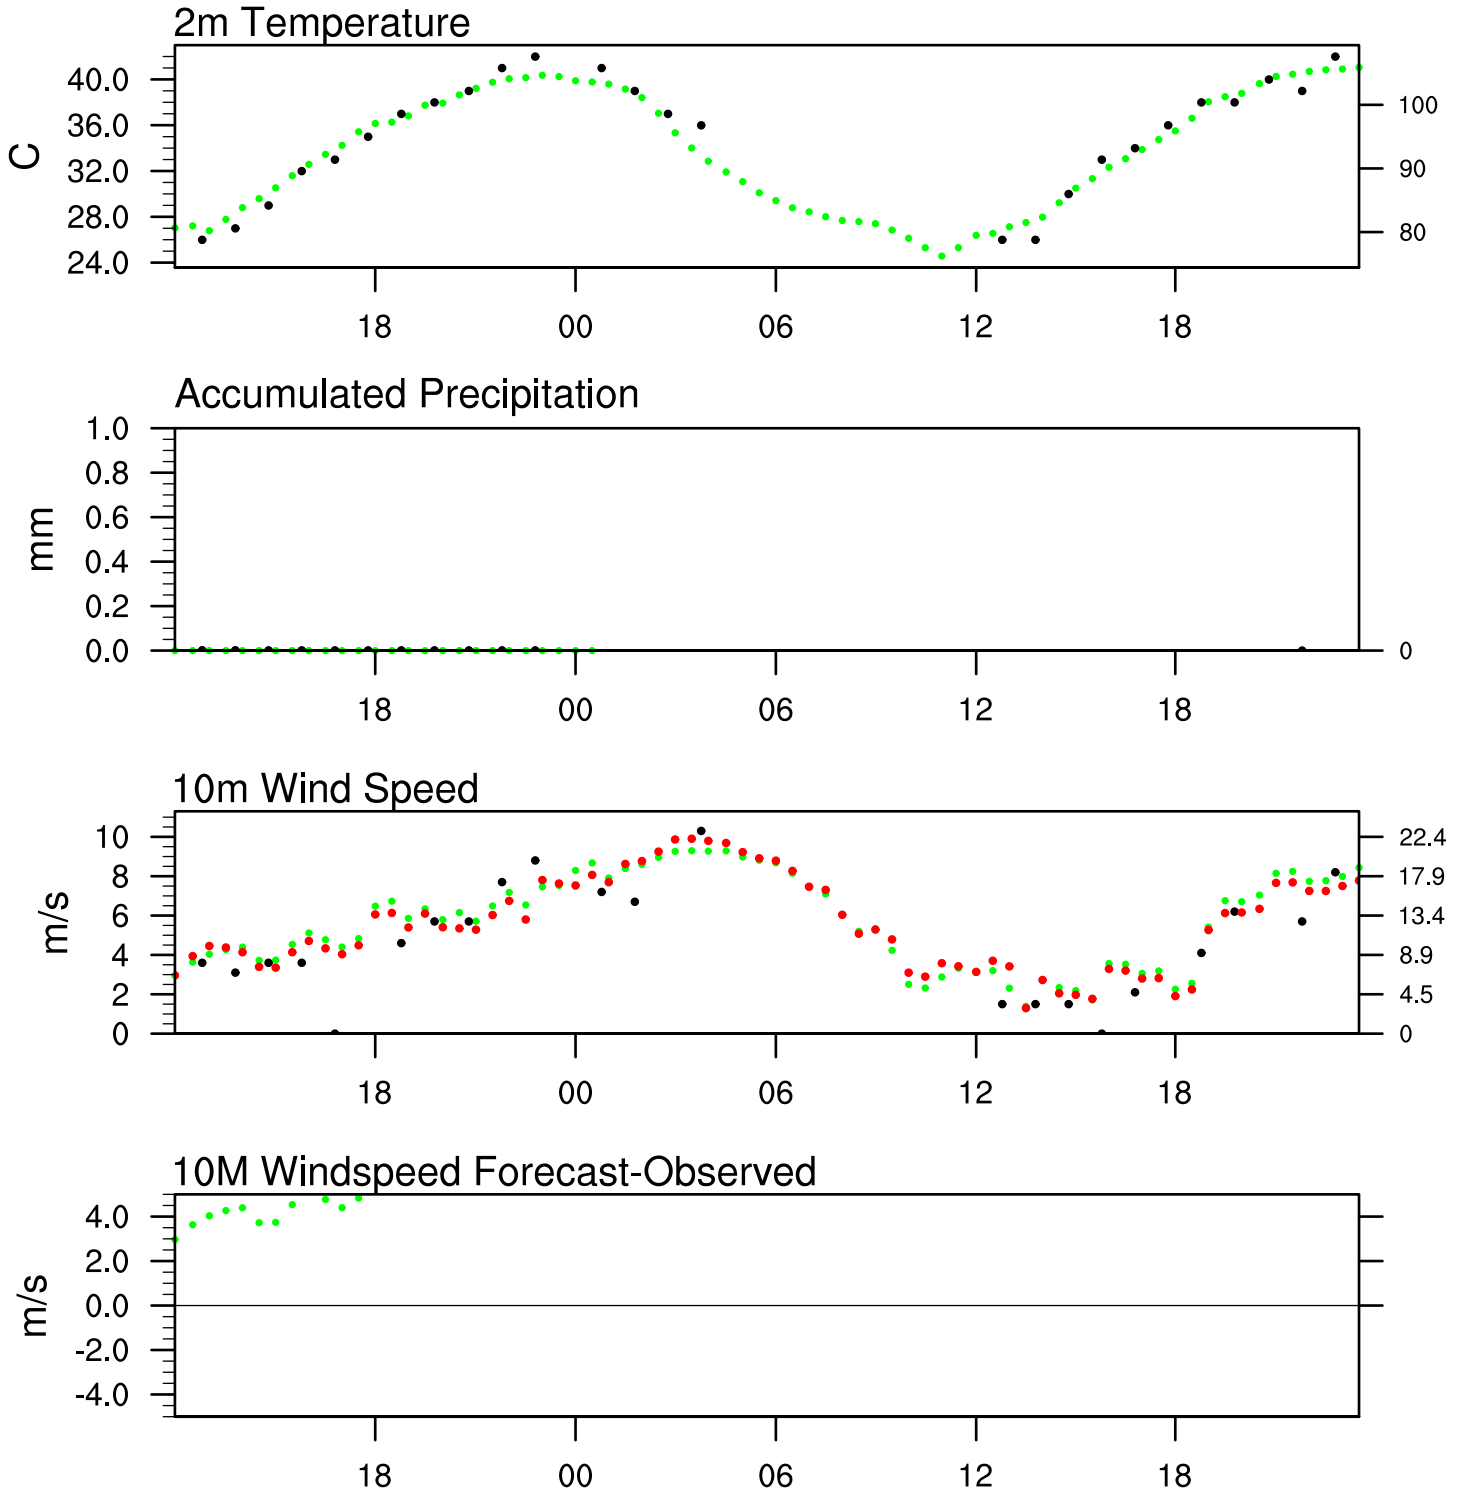 2m Temperature
40.0
36.0
32.0
28.0
24.0
C
100
90
80
18 00 06 12 18
Accumulated Precipitation
1.0
0.8
0.6
0.4
0.2
0.0
mm
0
18 00 06 12 18
10m Wind Speed
10
8
6
4
2
0
m/s
22.4
17.9
13.4
8.9
4.5
0
18 00 06 12 18
10M Windspeed Forecast-Observed
4.0
2.0
0.0
-2.0
-4.0
m/s
18 00 06 12 18